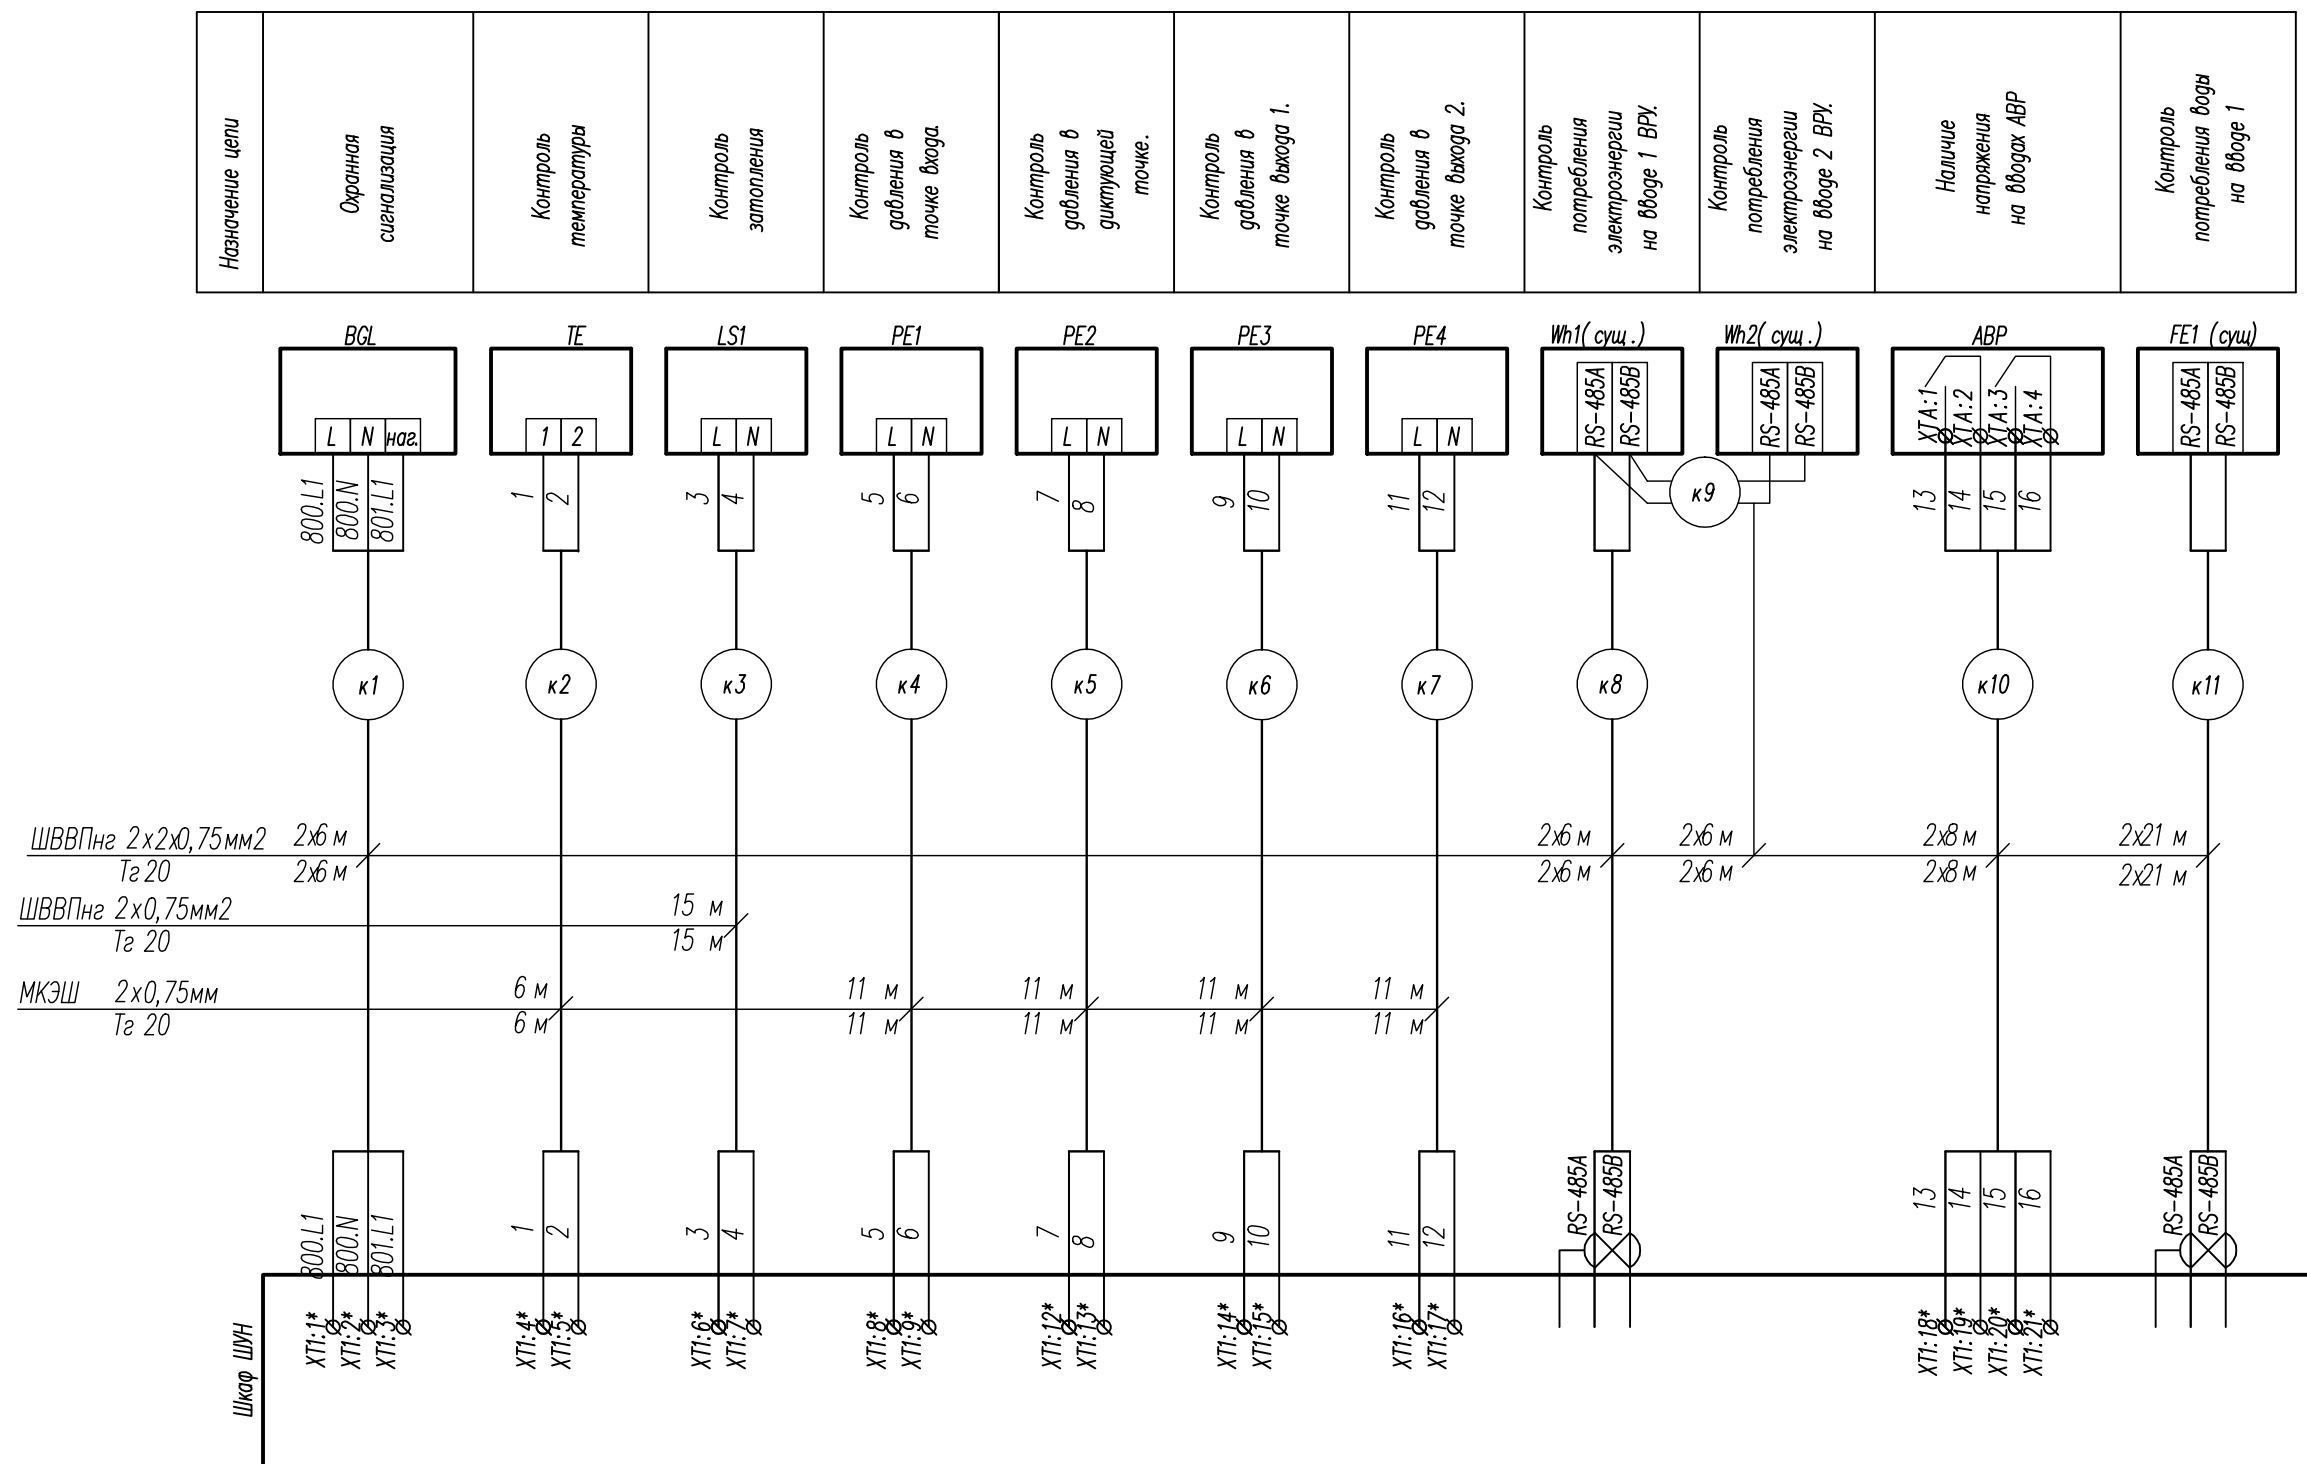 Назначение цепи
Охранная
сигнализация
Контроль
температуры
Контроль
затопления
Контроль
давления в
точке входа.
Контроль
давления в
диктующей
точке.
Контроль
давления в
точке выхода 1.
Контроль
давления в
точке выхода 2.
Контроль
потребления
электроэнергии
на вводе 1 ВРУ.
Контроль
потребления
электроэнергии
на вводе 2 ВРУ.
Наличие
напряжения
на вводах АВР
Контроль
потребления воды
на вводе 1
BGL
TE
LS1
PE1
PE2
PE3
PE4
Wh1( сущ .)
Wh2( сущ .)
АВР
FE1 (сущ)
L N наг.
1 2
L N
L N
L N
L N
L N
RS-485A
RS-485B
RS-485A
RS-485B
XTA:1
XTA:2
XTA:3
XTA:4
RS-485A
RS-485B
800.L1
800.N
801.L1
1
2
3
4
5
6
7
8
9
10
11
12
к9
13
14
15
16
к1
к2
к3
к4
к5
к6
к7
к8
к10
к11
ШВВПнг 2х2х0,75мм2 2х6 м 2х6 м 2х6 м 2х8 м 2х21 м
Тг 20 2х6 м 2х6 м 2х6 м 2х8 м 2х21 м
ШВВПнг 2х0,75мм2 15 м
Тг 20 15 м
МКЭШ 2х0,75мм 6 м 11 м 11 м 11 м 11 м
Тг 20 6 м 11 м 11 м 11 м 11 м
800.L1
800.N
801.L1
1
2
3
4
5
6
7
8
9
10
11
12
RS-485A
RS-485B
13
14
15
16
RS-485A
RS-485B
Шкаф ШУН
XT1:1*
XT1:2*
XT1:3*
XT1:4*
XT1:5*
XT1:6*
XT1:7*
XT1:8*
XT1:9*
XT1:12*
XT1:13*
XT1:14*
XT1:15*
XT1:16*
XT1:17*
XT1:18*
XT1:19*
XT1:20*
XT1:21*